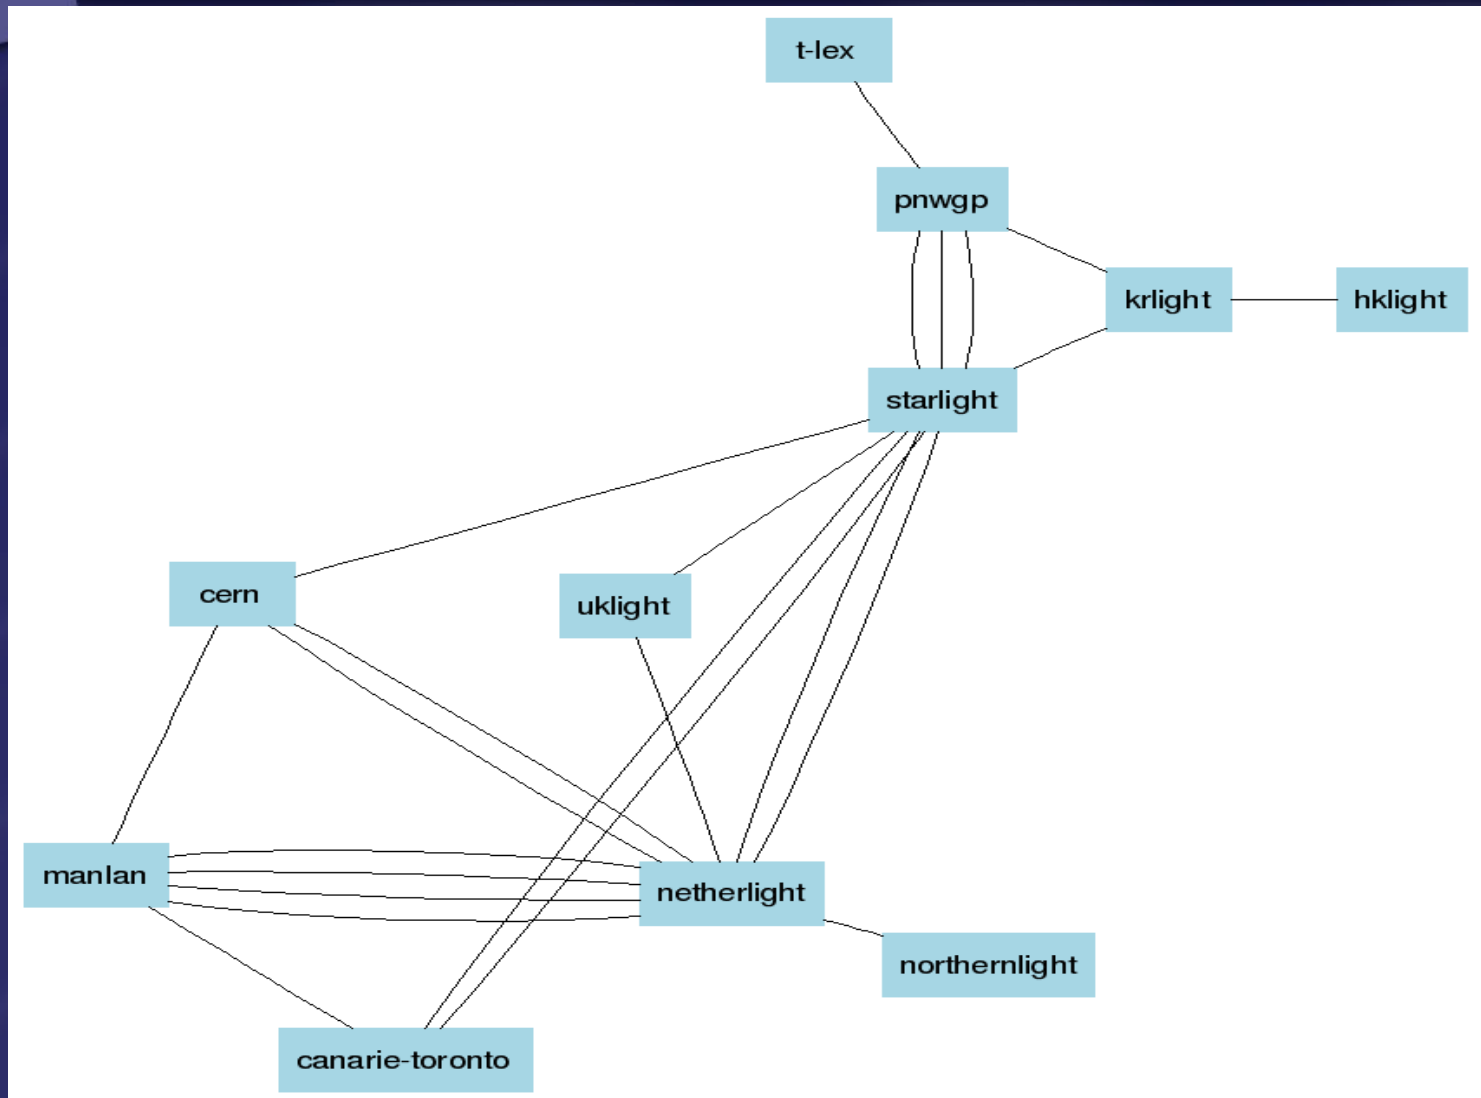 t-lex
pnwgp
krlight
hklight
starlight
cern
uklight
manlan
netherlight
northernlight
canarie-toronto